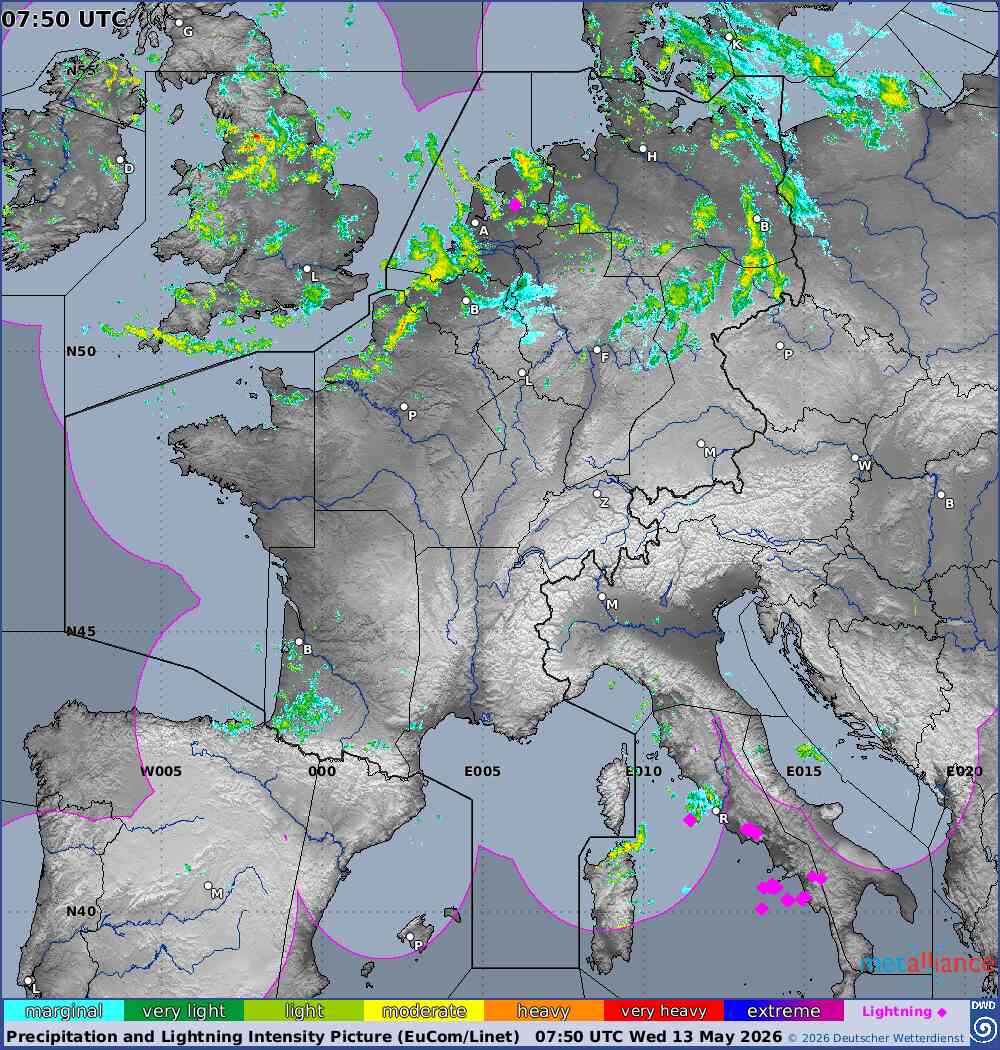 07:50 UTC
G
N55
K
D
H
A
B
L
B
N50
F
P
L
P
M
W
Z
B
M
N45
B
W005
000
E005
E010
E015
E020
R
M
N40
P
metalliance
L
marginal very light light moderate heavy very heavy extreme Lightning ◆
DWD
Precipitation and Lightning Intensity Picture (EuCom/Linet) 07:50 UTC Wed 13 May 2026 © 2026 Deutscher Wetterdienst